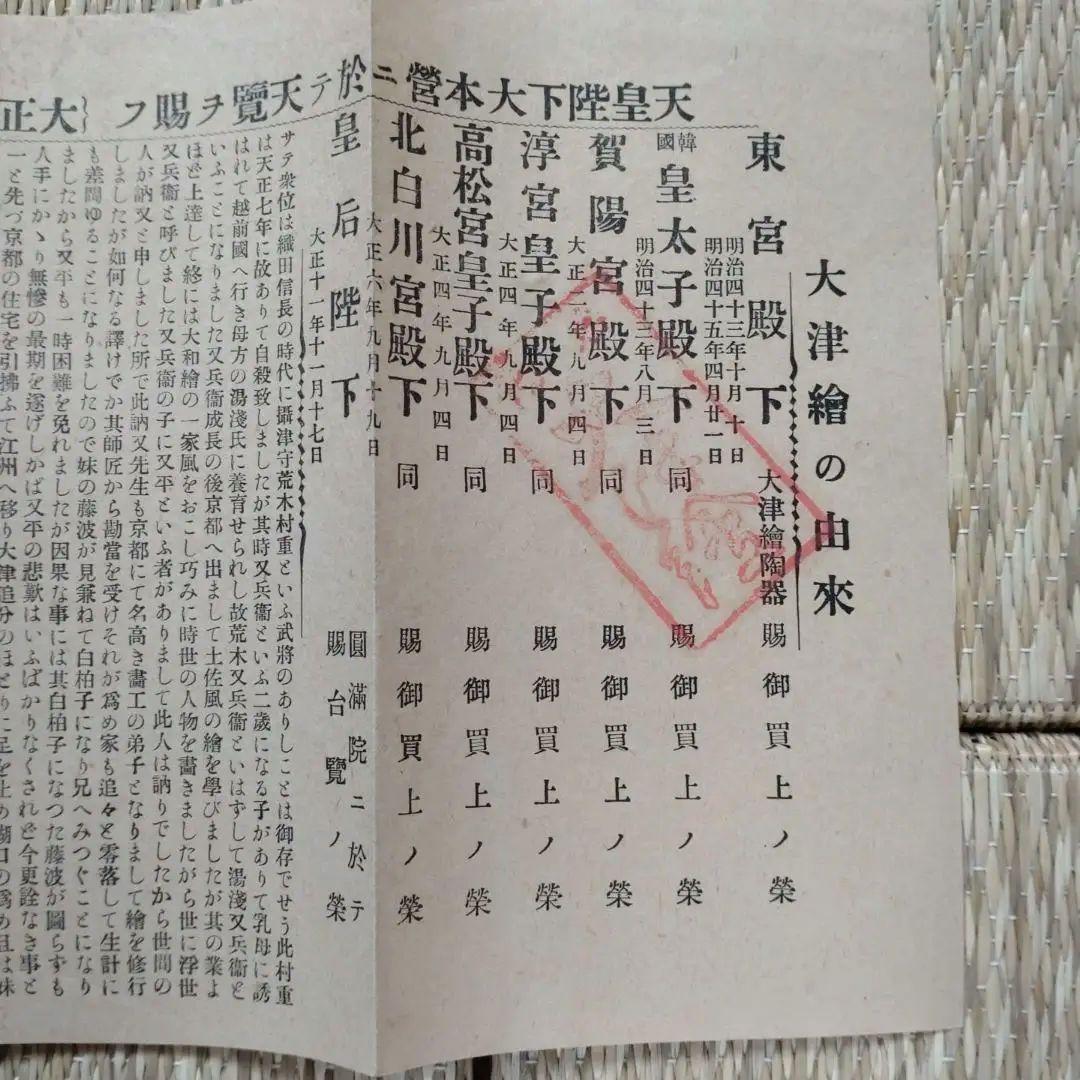 天皇陛下大本營ニ於テ天覽ヲ賜フ 大正
大津繪の由來
東宮殿下 明治四十三年十月十日 明治四十五年四月廿一日 大津繪陶器 賜御買上ノ榮
韓國皇太子殿下 明治四十三年八月三日 同 賜御買上ノ榮
賀陽宮殿下 大正二年九月四日 同 賜御買上ノ榮
淳宮皇子殿下 大正四年九月四日 同 賜御買上ノ榮
高松宮皇子殿下 大正四年九月四日 同 賜御買上ノ榮
北白川宮殿下 大正六年九月十九日 同 賜御買上ノ榮
皇后陛下 大正十一年十一月十七日 圓滿院ニ於テ賜台覽ノ榮
サテ衆位は織田信長の時代に攝津守荒木村重といふ武將のありしことは御存でせう此村重
は天正七年に故ありて自殺致しましたが其時又兵衞といふ二歳になる子がありて乳母に誘
はれて越前國へ行き母方の湯淺氏に養育せられし故荒木又兵衞といはずして湯淺又兵衞と
いふことになりました又兵衞成長の後京都へ出まして土佐風の繪を學びましたが其の業よ
ほど上達して終には大和繪の一家風をおこし巧みに時世の人物を畫きましたがら世に浮世
又兵衞と呼びました又兵衞の子に又平といふ者がありまして此人は訥りでしたから世間の
人が訥又と申しました所で此訥又先生も京都にて名高き畵工の弟子となりまして繪を修行
しましたが如何なる譯けでか其師匠から勘當を受けそれが爲め家も追々と零落して生計に
も差閊ゆることになりましたので妹の藤波が見兼ねて白柏子になり兄へみつぐことになり
ましたから又平も一時困難を免れましたが因果な事には其白柏子になつた藤波が圖らずも
人手にかゝり無慘の最期を遂げしかば又平の悲歎はいふばかりなくされど今更詮なき事と
一と先づ京都の住宅を引拂ふて江州へ移り大津追分のほとりに足を止め